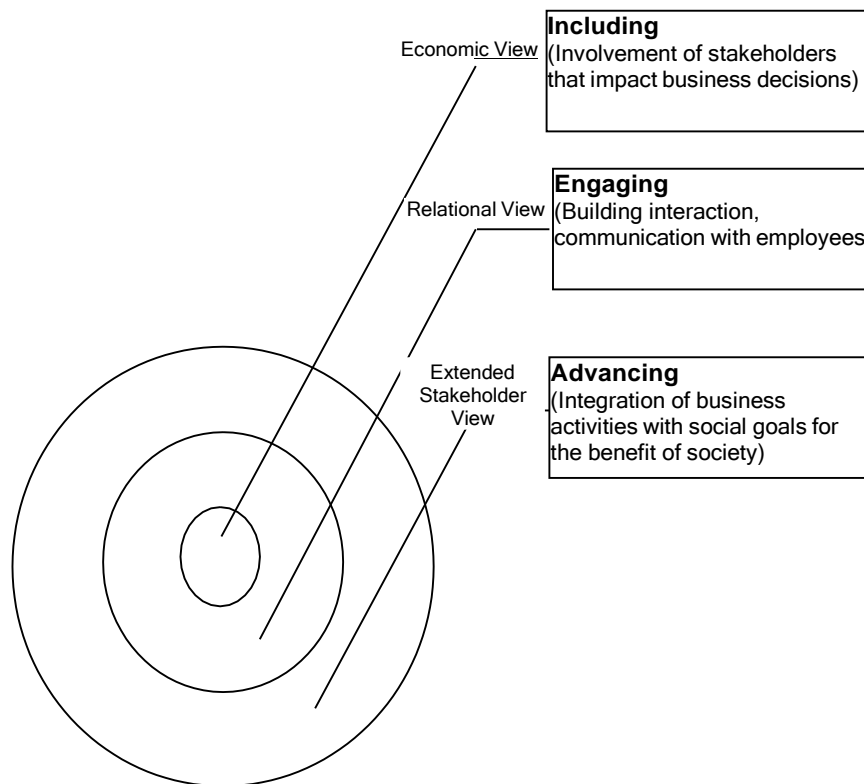 Economic View
Including
(Involvement of stakeholders
that impact business decisions)
Relational View
Engaging
(Building interaction,
communication with employees
Extended
Stakeholder
View
Advancing
(Integration of business
activities with social goals for
the benefit of society)